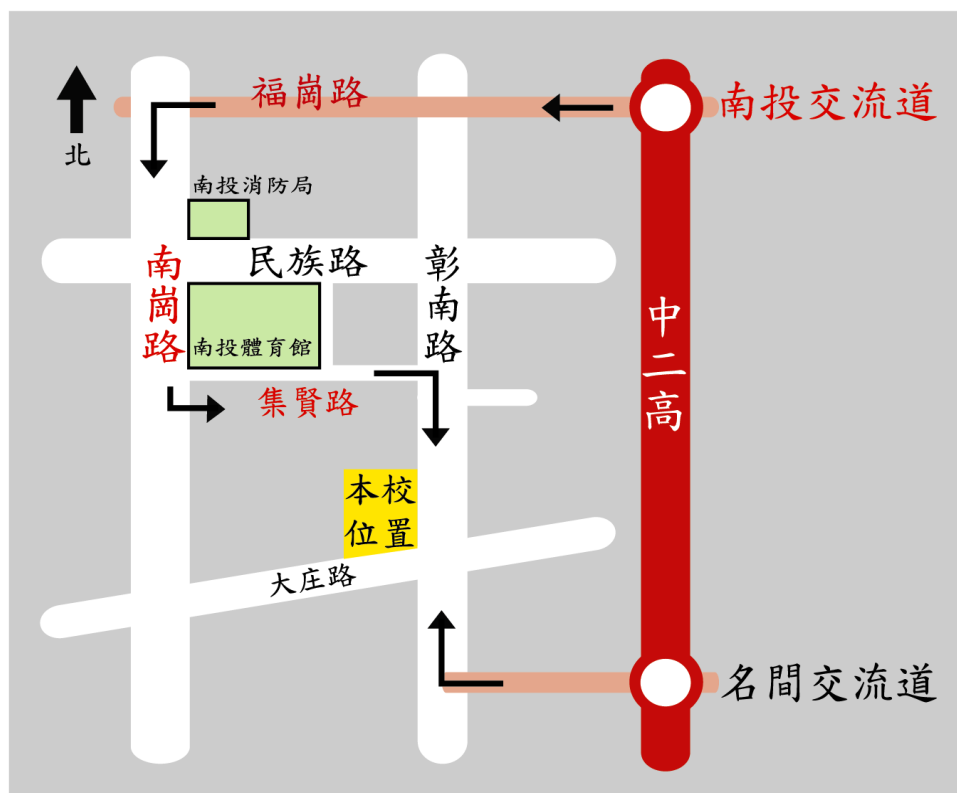 福崗路
南投交流道
北
南投消防局
南崗路
民族路
彰南路
中二高
南投體育館
集賢路
本校
位置
大庄路
名間交流道